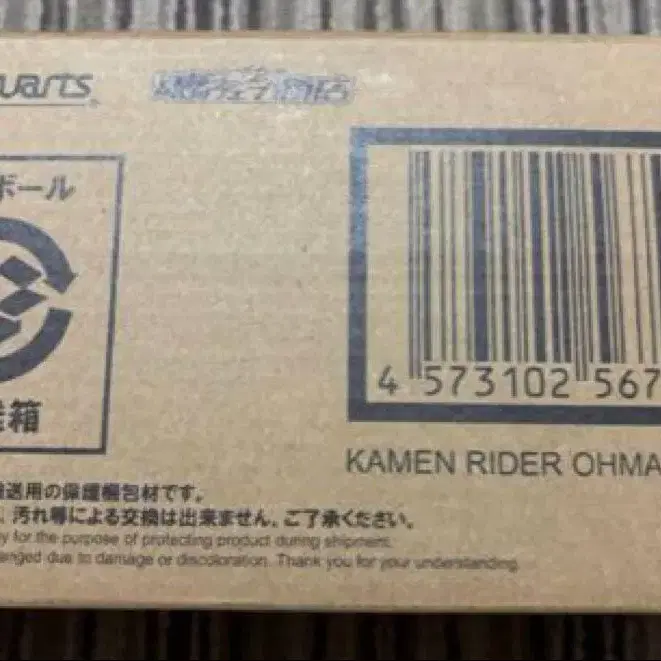 uarts
ボール
箱
4 573102 567
KAMEN RIDER OHMA
送用の保護梱包材です。
汚れ等による交換は出来ません。ご了承ください。
y for the purpose of protecting product during shipment.
anged due to damage or discoloration. Thank you for your understanding.